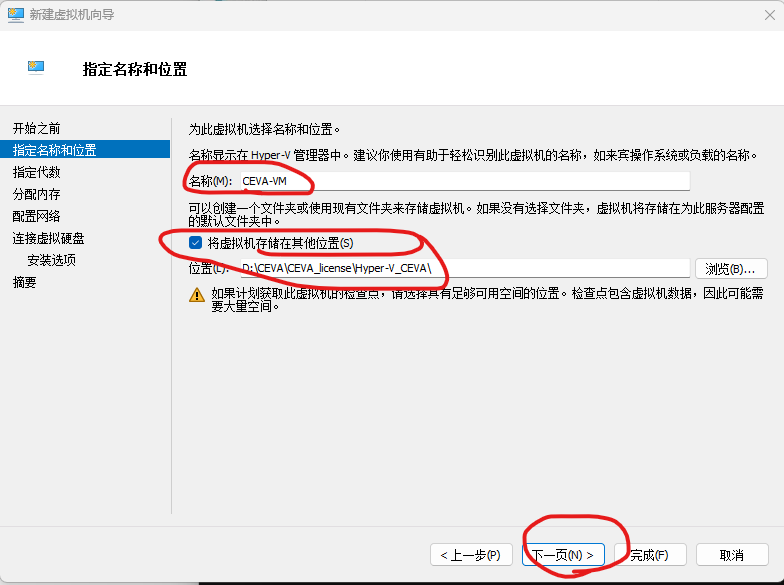 新建虚拟机向导
指定名称和位置
开始之前
指定名称和位置
指定代数
分配内存
配置网络
连接虚拟硬盘
安装选项
摘要
为此虚拟机选择名称和位置。
名称显示在 Hyper-V 管理器中。建议你使用有助于轻松识别此虚拟机的名称，如来宾操作系统或负载的名称。
名称(M): CEVA-VM
可以创建一个文件夹或使用现有文件夹来存储虚拟机。如果没有选择文件夹，虚拟机将存储在为此服务器配置
的默认文件夹中。
将虚拟机存储在其他位置(S)
位置(L): D:\CEVA\CEVA_license\Hyper-V_CEVA\
浏览(B)...
如果计划获取此虚拟机的检查点，请选择具有足够可用空间的位置。检查点包含虚拟机数据，因此可能需
要大量空间。
< 上一步(P) 下一页(N) > 完成(F) 取消